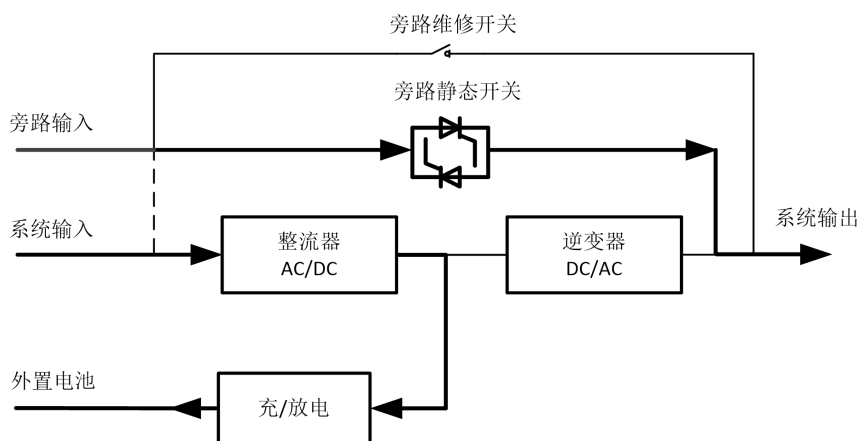 旁路维修开关
旁路静态开关
旁路输入
系统输入
整流器
AC/DC
逆变器
DC/AC
系统输出
外置电池
充/放电